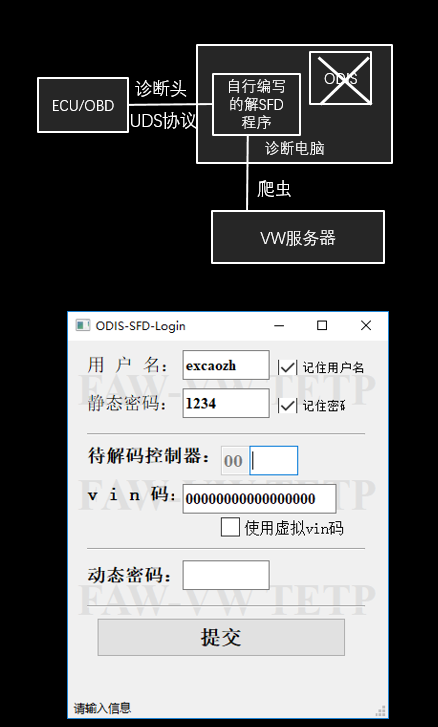 ODIS
自行编写
的解SFD
程序
诊断头
ECU/OBD
UDS协议
诊断电脑
爬虫
VW服务器
ODIS-SFD-Login
用 户 名： excaozh 记住用户名
FAW-VW TETP
静态密码： 1234 记住密码
待解码控制器： 00
v i n 码： 00000000000000000
FAW-VW TETP
使用虚拟vin码
动态密码：
FAW-VW TETP
提交
请输入信息